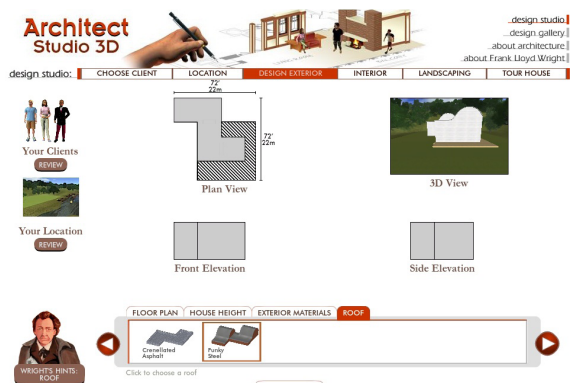 Architect
Studio 3D
design studio
design gallery
about architecture
about Frank Lloyd Wright
design studio:
CHOOSE CLIENT
LOCATION
DESIGN EXTERIOR
INTERIOR
LANDSCAPING
TOUR HOUSE
72'
22m
72'
22m
Your Clients
REVIEW
Plan View
3D View
Your Location
REVIEW
Front Elevation
Side Elevation
FLOOR PLAN
HOUSE HEIGHT
EXTERIOR MATERIALS
ROOF
Crenellated
Asphalt
Funky
Steel
WRIGHT'S HINTS:
ROOF
Click to choose a roof